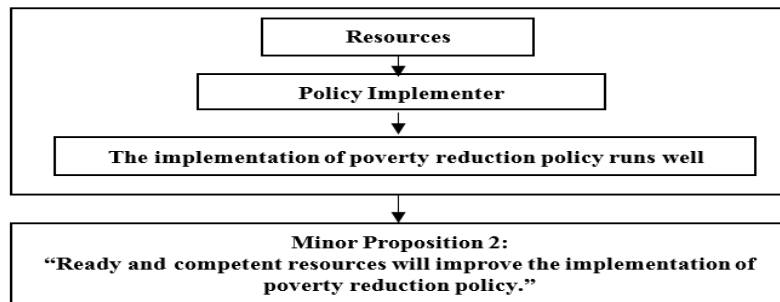 Resources
Policy Implementer
The implementation of poverty reduction policy runs well
Minor Proposition 2:
“Ready and competent resources will improve the implementation of
poverty reduction policy.”